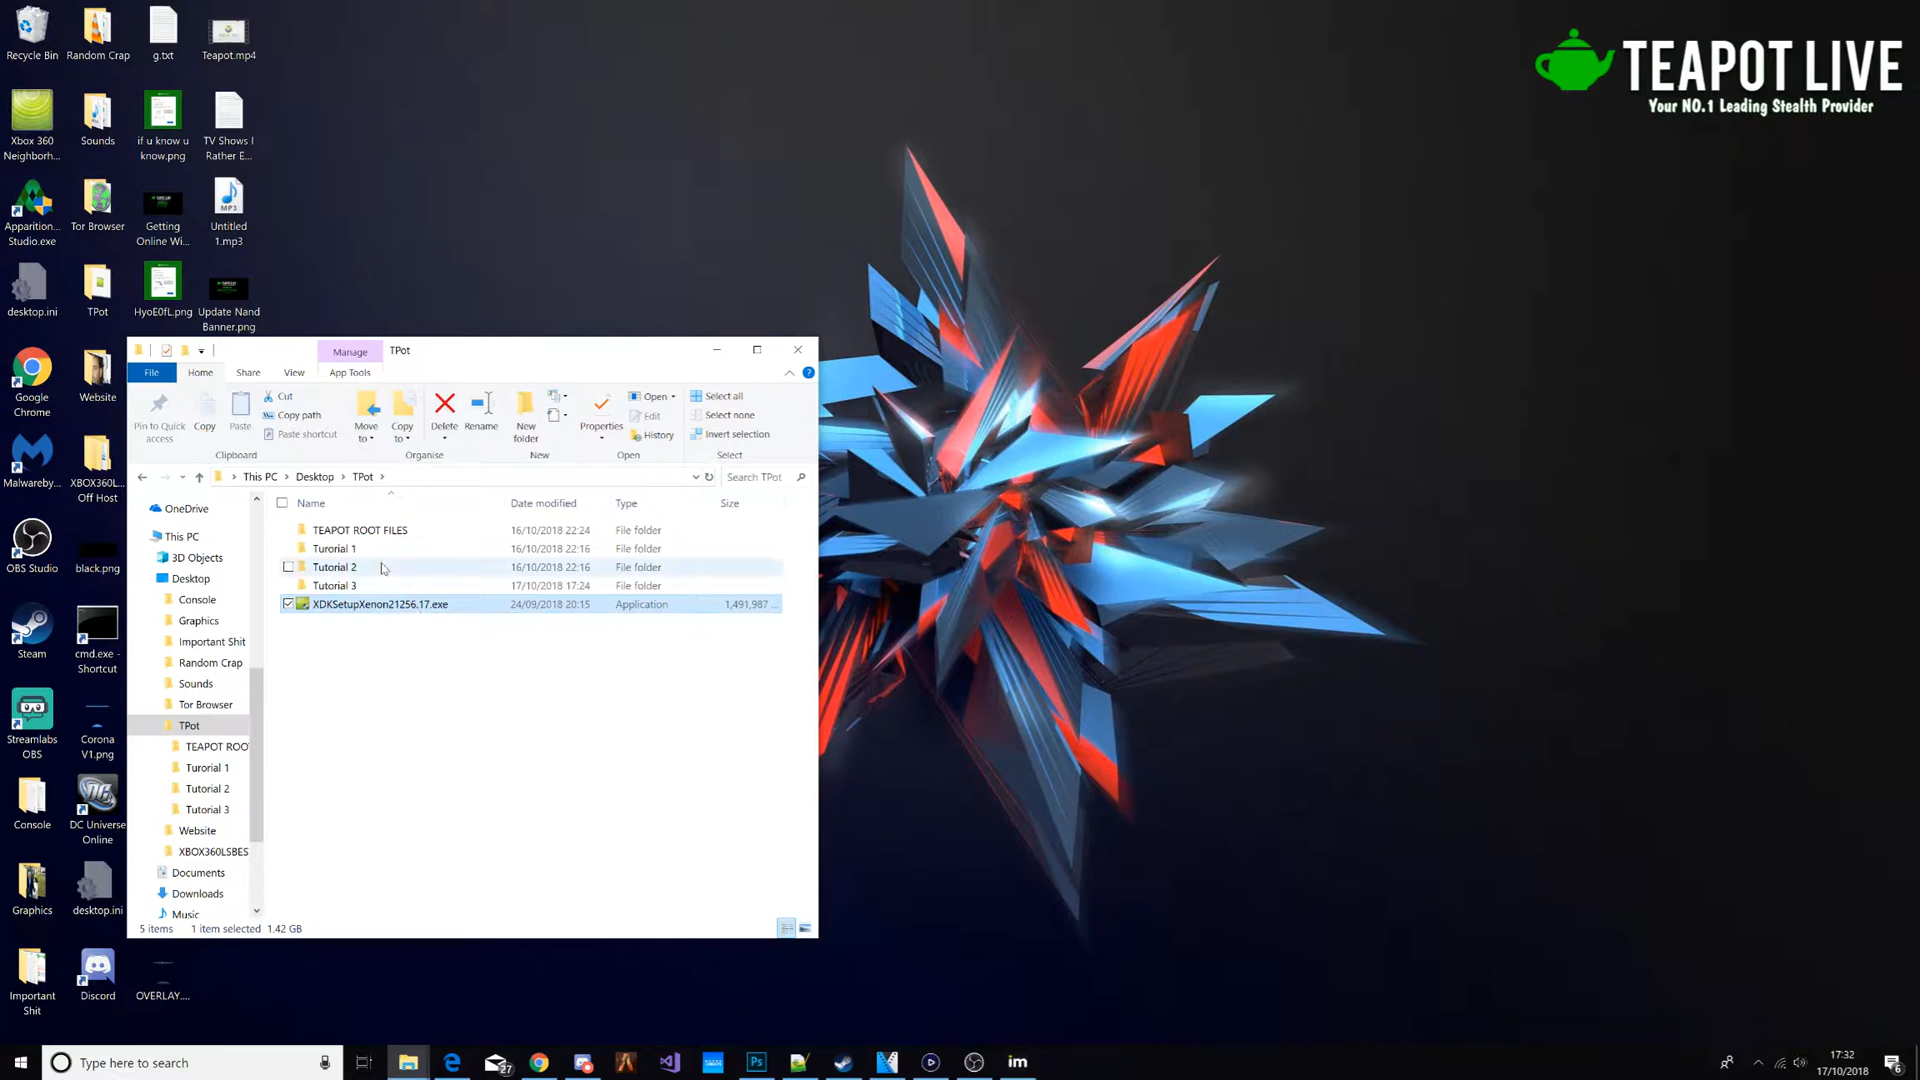 TEAPOT LIVE
Your NO.1 Leading Stealth Provider
Recycle Bin
Random Crap
g.txt
Teapot.mp4
Xbox 360
Neighborh...
Sounds
if u know u
know.png
TV Shows I
Rather E...
Apparition...
Studio.exe
Tor Browser
Getting
Online Wi...
Untitled
1.mp3
MP3
desktop.ini
TPot
HyoE0fL.png
Update Nand
Banner.png
Google
Chrome
Website
Malwareby...
XBOX360L...
Off Host
OBS Studio
black.png
Steam
cmd.exe -
Shortcut
Streamlabs
OBS
Corona
V1.png
Console
DC Universe
Online
Graphics
desktop.ini
Important
Shit
Discord
OVERLAY....
Manage
TPot
File
Home
Share
View
App Tools
Pin to Quick
access
Copy
Paste
Cut
Copy path
Paste shortcut
Clipboard
Move
to
Copy
to
Delete
Rename
Organise
New
folder
New
Properties
Open
Edit
History
Open
Select all
Select none
Invert selection
Select
This PC
Desktop
TPot
Search TPot
Name
Date modified
Type
Size
TEAPOT ROOT FILES 16/10/2018 22:24 File folder
Turorial 1 16/10/2018 22:16 File folder
Tutorial 2 16/10/2018 22:16 File folder
Tutorial 3 17/10/2018 17:24 File folder
XDKSetupXenon21256.17.exe 24/09/2018 20:15 Application 1,491,987 ...
OneDrive
This PC
3D Objects
Desktop
Console
Graphics
Important Shit
Random Crap
Sounds
Tor Browser
TPot
TEAPOT ROO
Turorial 1
Tutorial 2
Tutorial 3
Website
XBOX360LSBES
Documents
Downloads
Music
5 items 1 item selected 1.42 GB
Type here to search
27
Ps
im
17:32
17/10/2018
6